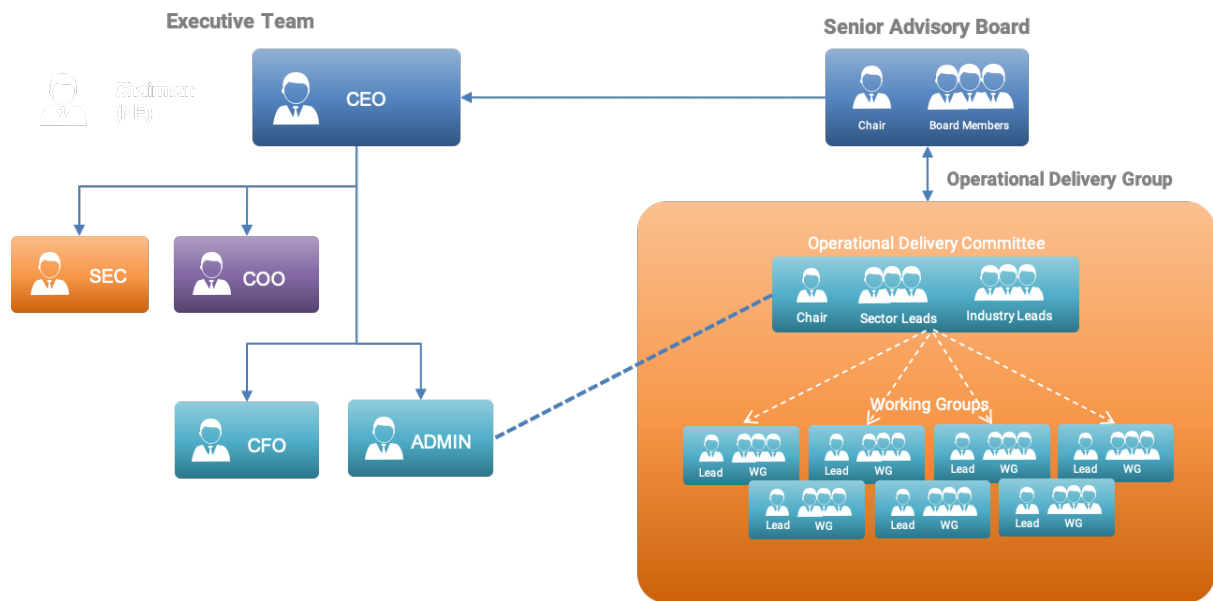 Executive Team
Senior Advisory Board
Chairman
(NE)
CEO
Chair
Board Members
Operational Delivery Group
SEC
COO
Operational Delivery Committee
Chair
Sector Leads
Industry Leads
CFO
ADMIN
Working Groups
Lead WG
Lead WG
Lead WG
Lead WG
Lead WG
Lead WG
Lead WG